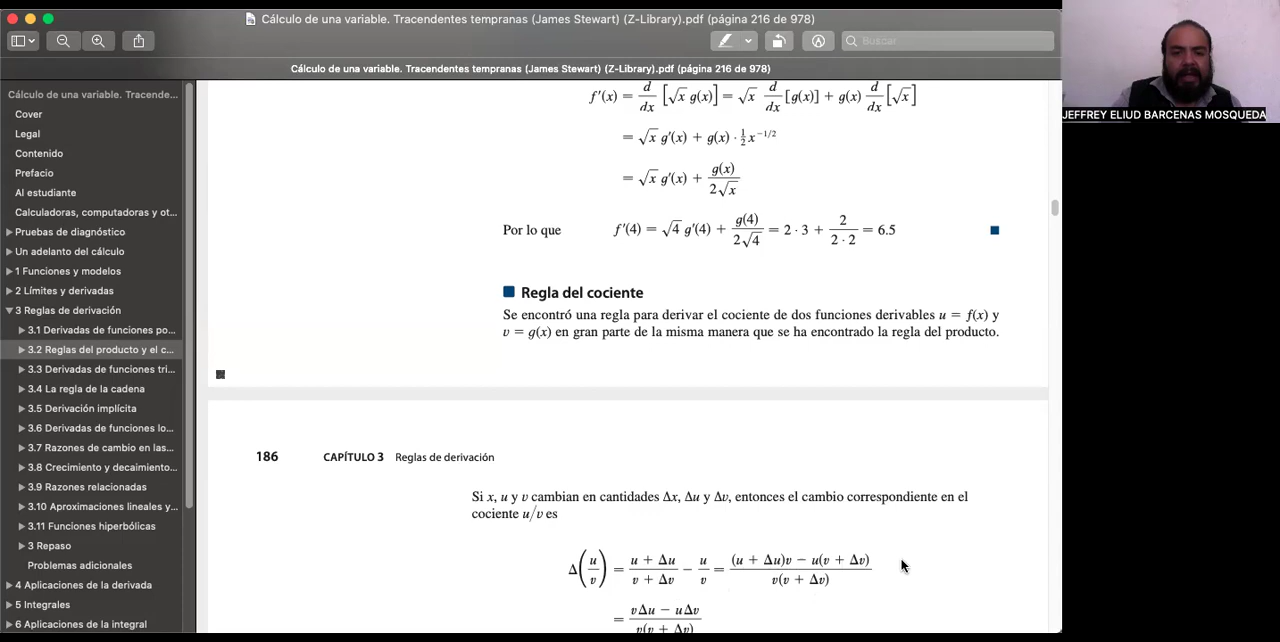 Cálculo de una variable. Tracendentes tempranas (James Stewart) (Z-Library).pdf (página 216 de 978)
Buscar
Cálculo de una variable. Tracendentes tempranas (James Stewart) (Z-Library).pdf (página 216 de 978)
Cálculo de una variable. Tracende...
Cover
Legal
Contenido
Prefacio
Al estudiante
Calculadoras, computadoras y ot...
Pruebas de diagnóstico
Un adelanto del cálculo
1 Funciones y modelos
2 Límites y derivadas
3 Reglas de derivación
3.1 Derivadas de funciones po...
3.2 Reglas del producto y el c...
3.3 Derivadas de funciones tri...
3.4 La regla de la cadena
3.5 Derivación implícita
3.6 Derivadas de funciones lo...
3.7 Razones de cambio en las...
3.8 Crecimiento y decaimiento...
3.9 Razones relacionadas
3.10 Aproximaciones lineales y...
3.11 Funciones hiperbólicas
3 Repaso
Problemas adicionales
4 Aplicaciones de la derivada
5 Integrales
6 Aplicaciones de la integral
f′(x) = d/dx [√x g(x)] = √x d/dx [g(x)] + g(x) d/dx [√x]
= √x g′(x) + g(x) · ½ x^(−1/2)
= √x g′(x) + g(x)/(2√x)
Por lo que f′(4) = √4 g′(4) + g(4)/(2√4) = 2 · 3 + 2/(2 · 2) = 6.5
Regla del cociente
Se encontró una regla para derivar el cociente de dos funciones derivables u = f(x) y
v = g(x) en gran parte de la misma manera que se ha encontrado la regla del producto.
186 CAPÍTULO 3 Reglas de derivación
Si x, u y v cambian en cantidades Δx, Δu y Δv, entonces el cambio correspondiente en el
cociente u/v es
Δ(u/v) = (u + Δu)/(v + Δv) − u/v = ((u + Δu)v − u(v + Δv))/(v(v + Δv))
= (vΔu − uΔv)/(v(v + Δv))
JEFFREY ELIUD BARCENAS MOSQUEDA